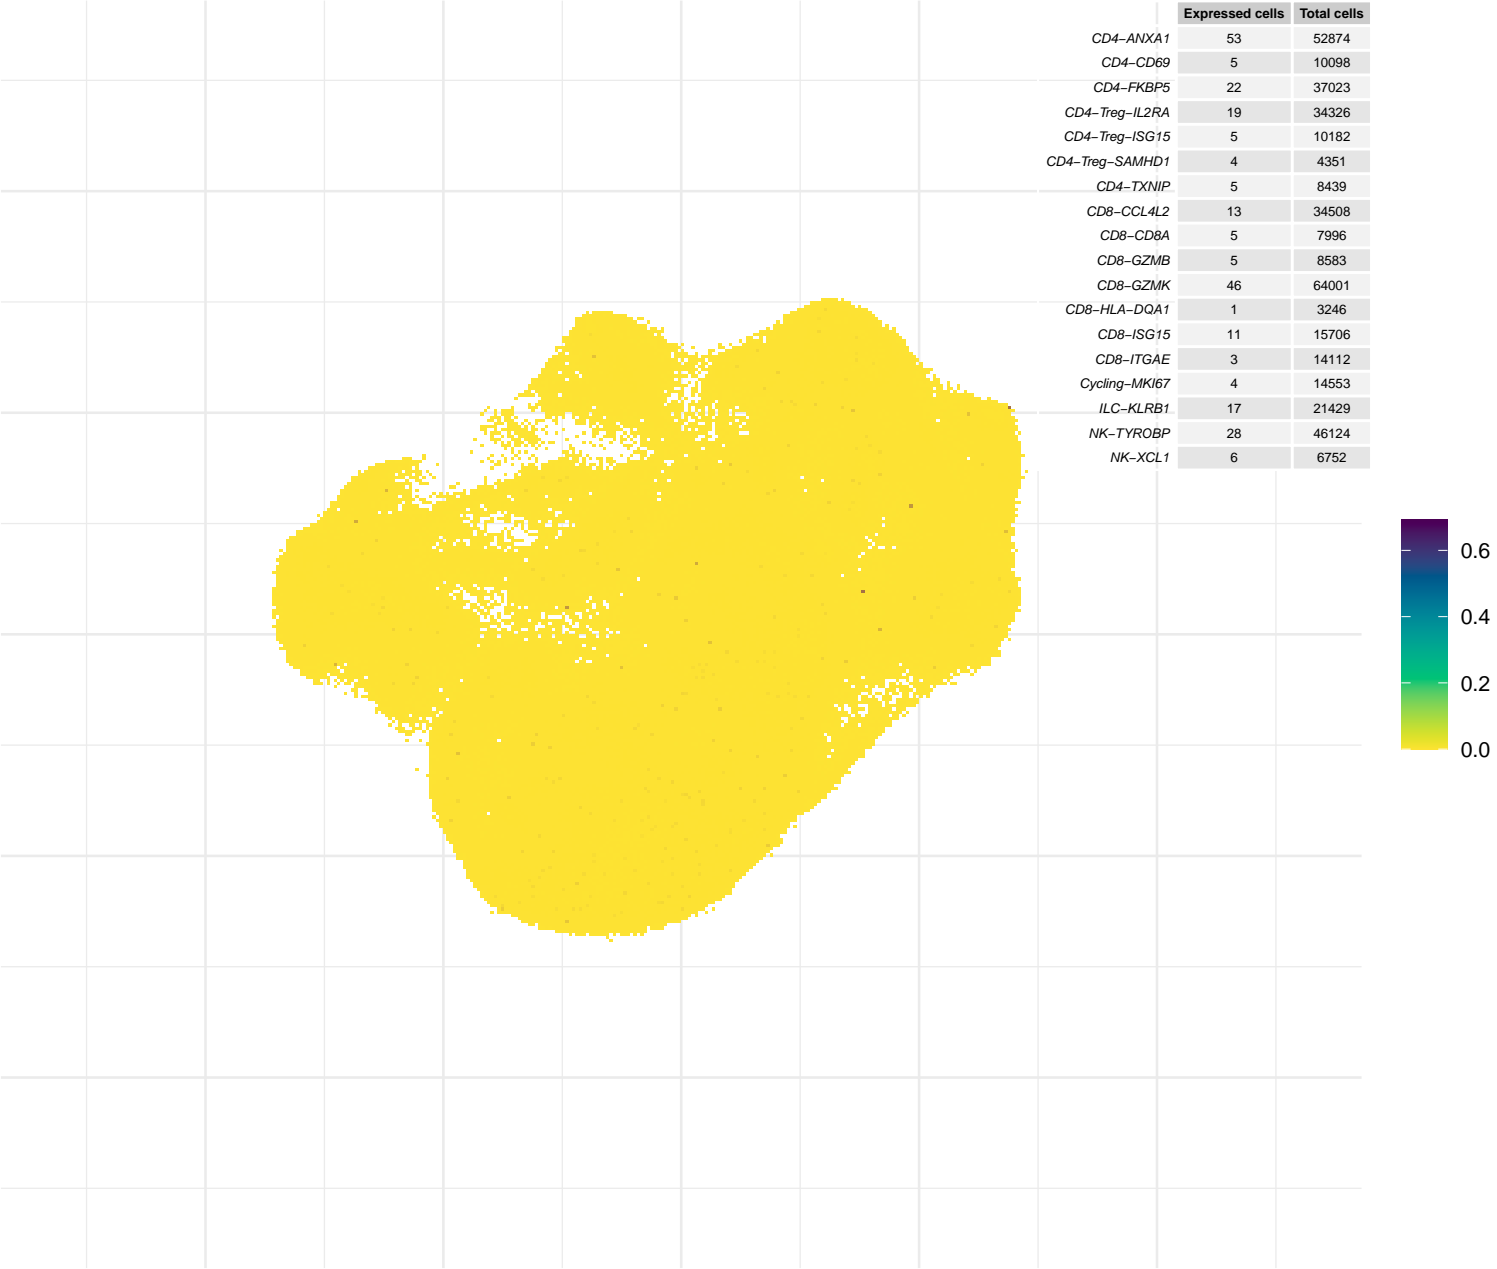 Expressed cells Total cells
CD4−ANXA1 53 52874
CD4−CD69 5 10098
CD4−FKBP5 22 37023
CD4−Treg−IL2RA 19 34326
CD4−Treg−ISG15 5 10182
CD4−Treg−SAMHD1 4 4351
CD4−TXNIP 5 8439
CD8−CCL4L2 13 34508
CD8−CD8A 5 7996
CD8−GZMB 5 8583
CD8−GZMK 46 64001
CD8−HLA−DQA1 1 3246
CD8−ISG15 11 15706
CD8−ITGAE 3 14112
Cycling−MKI67 4 14553
ILC−KLRB1 17 21429
NK−TYROBP 28 46124
NK−XCL1 6 6752
0.6
0.4
0.2
0.0